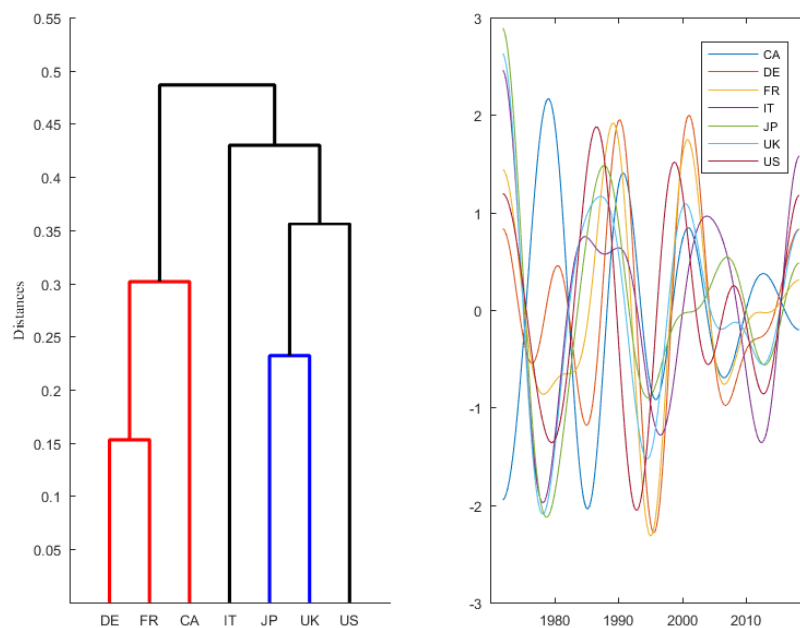 Distances
0.55
0.5
0.45
0.4
0.35
0.3
0.25
0.2
0.15
0.1
0.05
DE FR CA IT JP UK US
3
2
1
0
-1
-2
-3
1980 1990 2000 2010
CA
DE
FR
IT
JP
UK
US